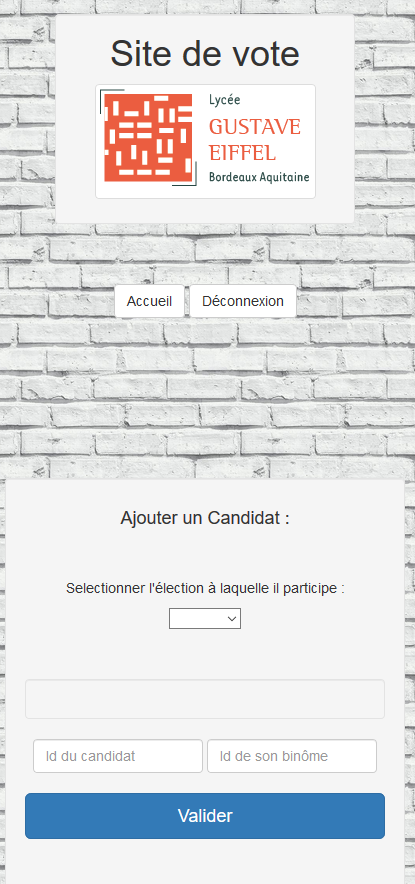 Site de vote
Lycée
GUSTAVE
EIFFEL
Bordeaux Aquitaine
Accueil Déconnexion
Ajouter un Candidat :
Selectionner l'élection à laquelle il participe :
Id du candidat Id de son binôme
Valider